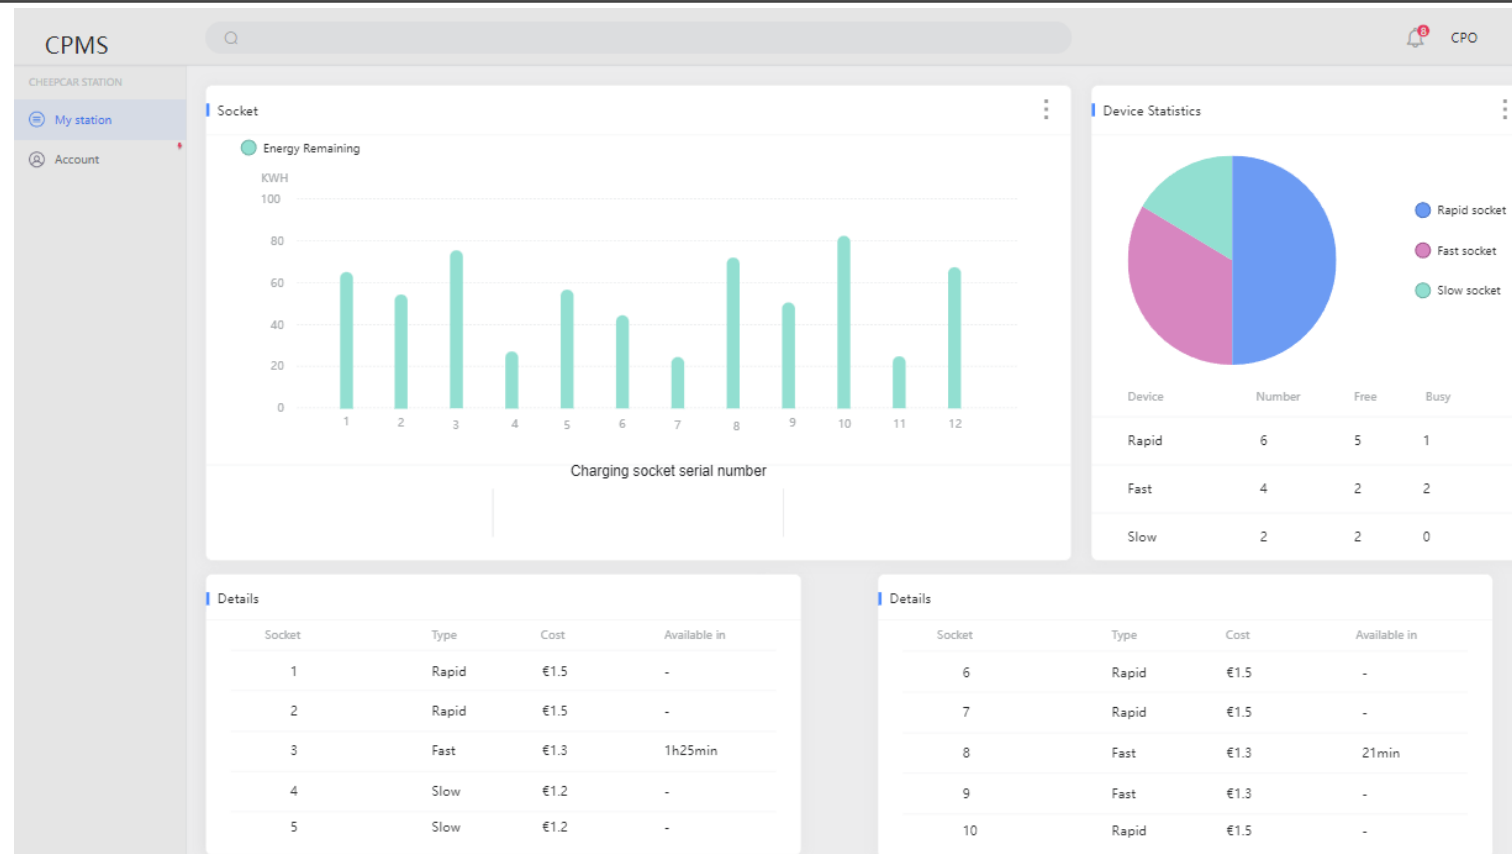 CPMS
8
CPO
CHEEPCAR STATION
My station
Account
Socket
Energy Remaining
KWH
100
80
60
40
20
0
1 2 3 4 5 6 7 8 9 10 11 12
Charging socket serial number
Device Statistics
Rapid socket
Fast socket
Slow socket
Device Number Free Busy
Rapid 6 5 1
Fast 4 2 2
Slow 2 2 0
Details
Socket Type Cost Available in
1 Rapid €1.5 -
2 Rapid €1.5 -
3 Fast €1.3 1h25min
4 Slow €1.2 -
5 Slow €1.2 -
Details
Socket Type Cost Available in
6 Rapid €1.5 -
7 Rapid €1.5 -
8 Fast €1.3 21min
9 Fast €1.3 -
10 Rapid €1.5 -